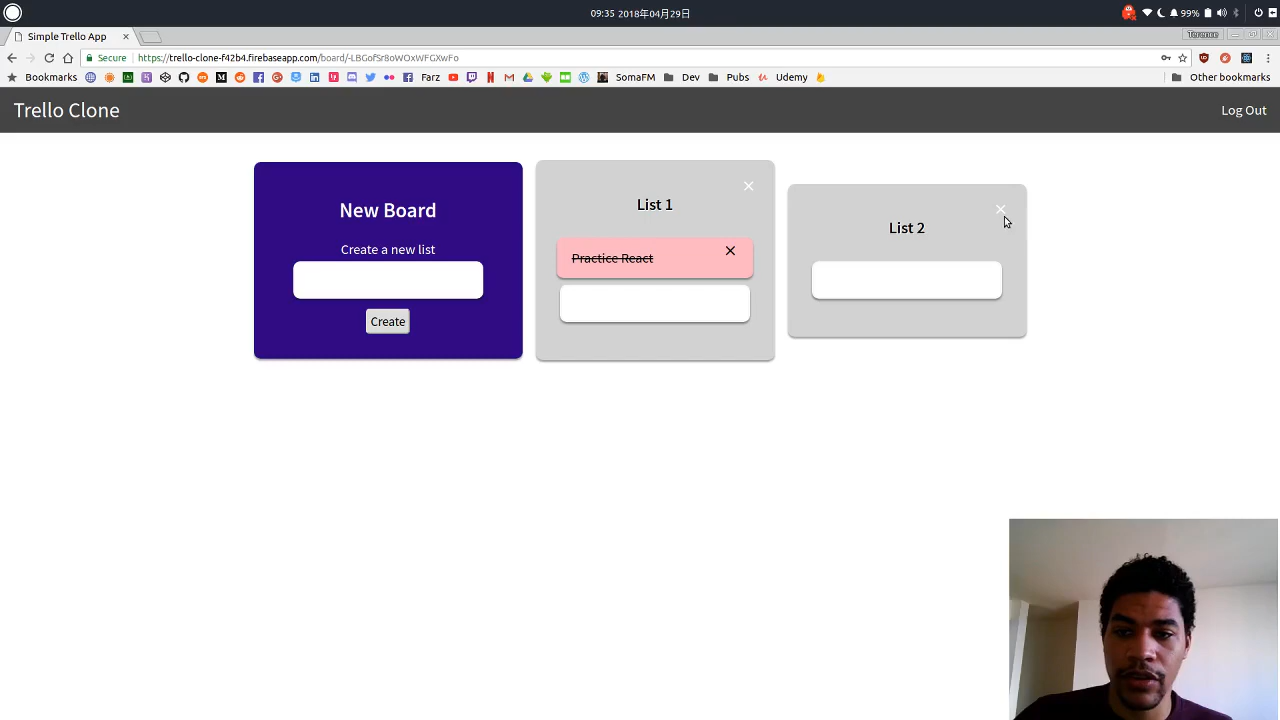 09:35 2018年04月29日
99%
Simple Trello App
Terence
Secure
https://trello-clone-f42b4.firebaseapp.com/board/-LBGofSr8oWOxWFGXwFo
Bookmarks
Farz
SomaFM
Dev
Pubs
Udemy
Other bookmarks
Trello Clone
Log Out
New Board
Create a new list
Create
List 1
Practice React
List 2